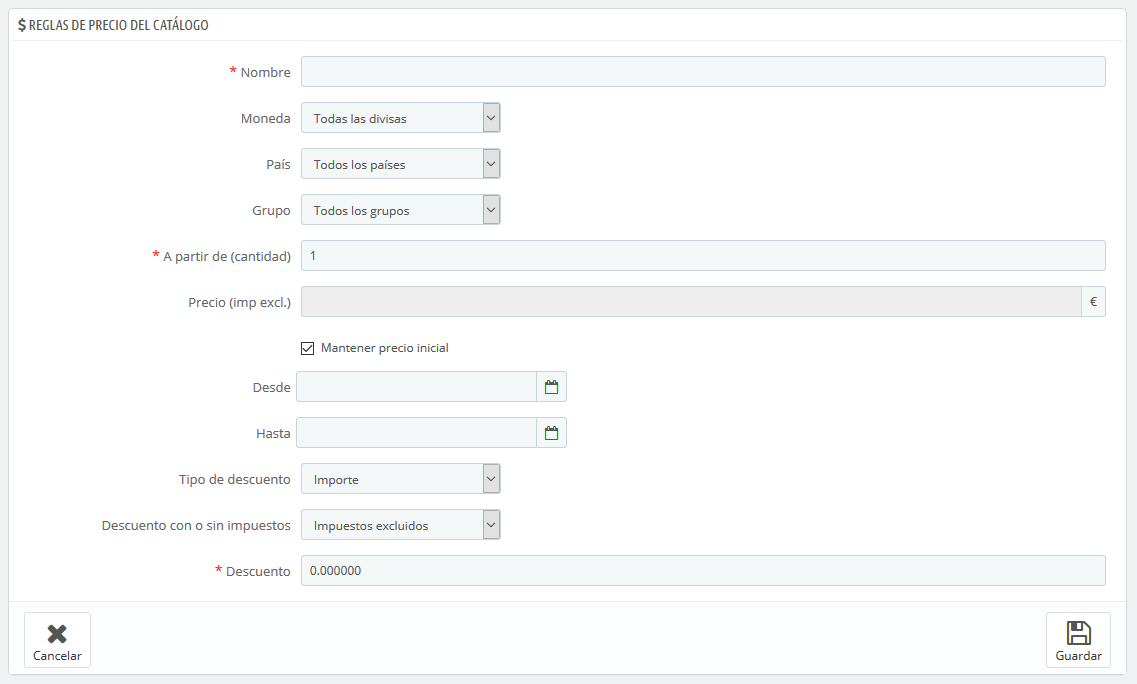 $ REGLAS DE PRECIO DEL CATÁLOGO
* Nombre
Moneda Todas las divisas
País Todos los países
Grupo Todos los grupos
* A partir de (cantidad) 1
Precio (imp excl.) €
Mantener precio inicial
Desde
Hasta
Tipo de descuento Importe
Descuento con o sin impuestos Impuestos excluidos
* Descuento 0.000000
Cancelar Guardar